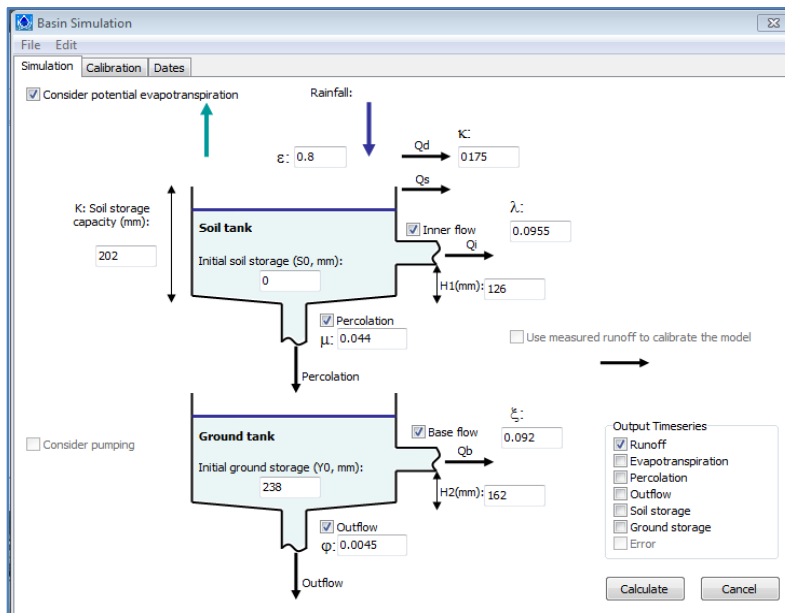 Basin Simulation
File Edit
Simulation Calibration Dates
Consider potential evapotranspiration
Rainfall:
ε: 0.8
Qd
κ:
0175
Qs
K: Soil storage
capacity (mm):
202
Soil tank
Initial soil storage (S0, mm):
0
Inner flow
Qi
λ:
0.0955
H1(mm): 126
Percolation
μ: 0.044
Use measured runoff to calibrate the model
Percolation
Consider pumping
Ground tank
Initial ground storage (Y0, mm):
238
Base flow
Qb
ξ:
0.092
H2(mm): 162
Outflow
φ: 0.0045
Outflow
Output Timeseries
Runoff
Evapotranspiration
Percolation
Outflow
Soil storage
Ground storage
Error
Calculate Cancel